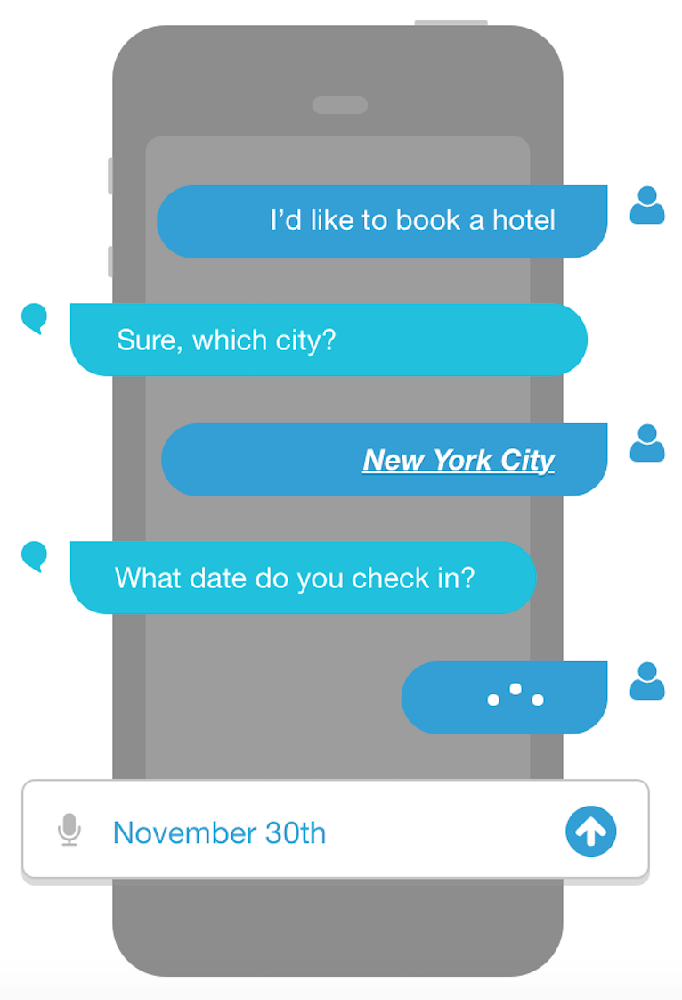 I’d like to book a hotel
Sure, which city?
New York City
What date do you check in?
November 30th